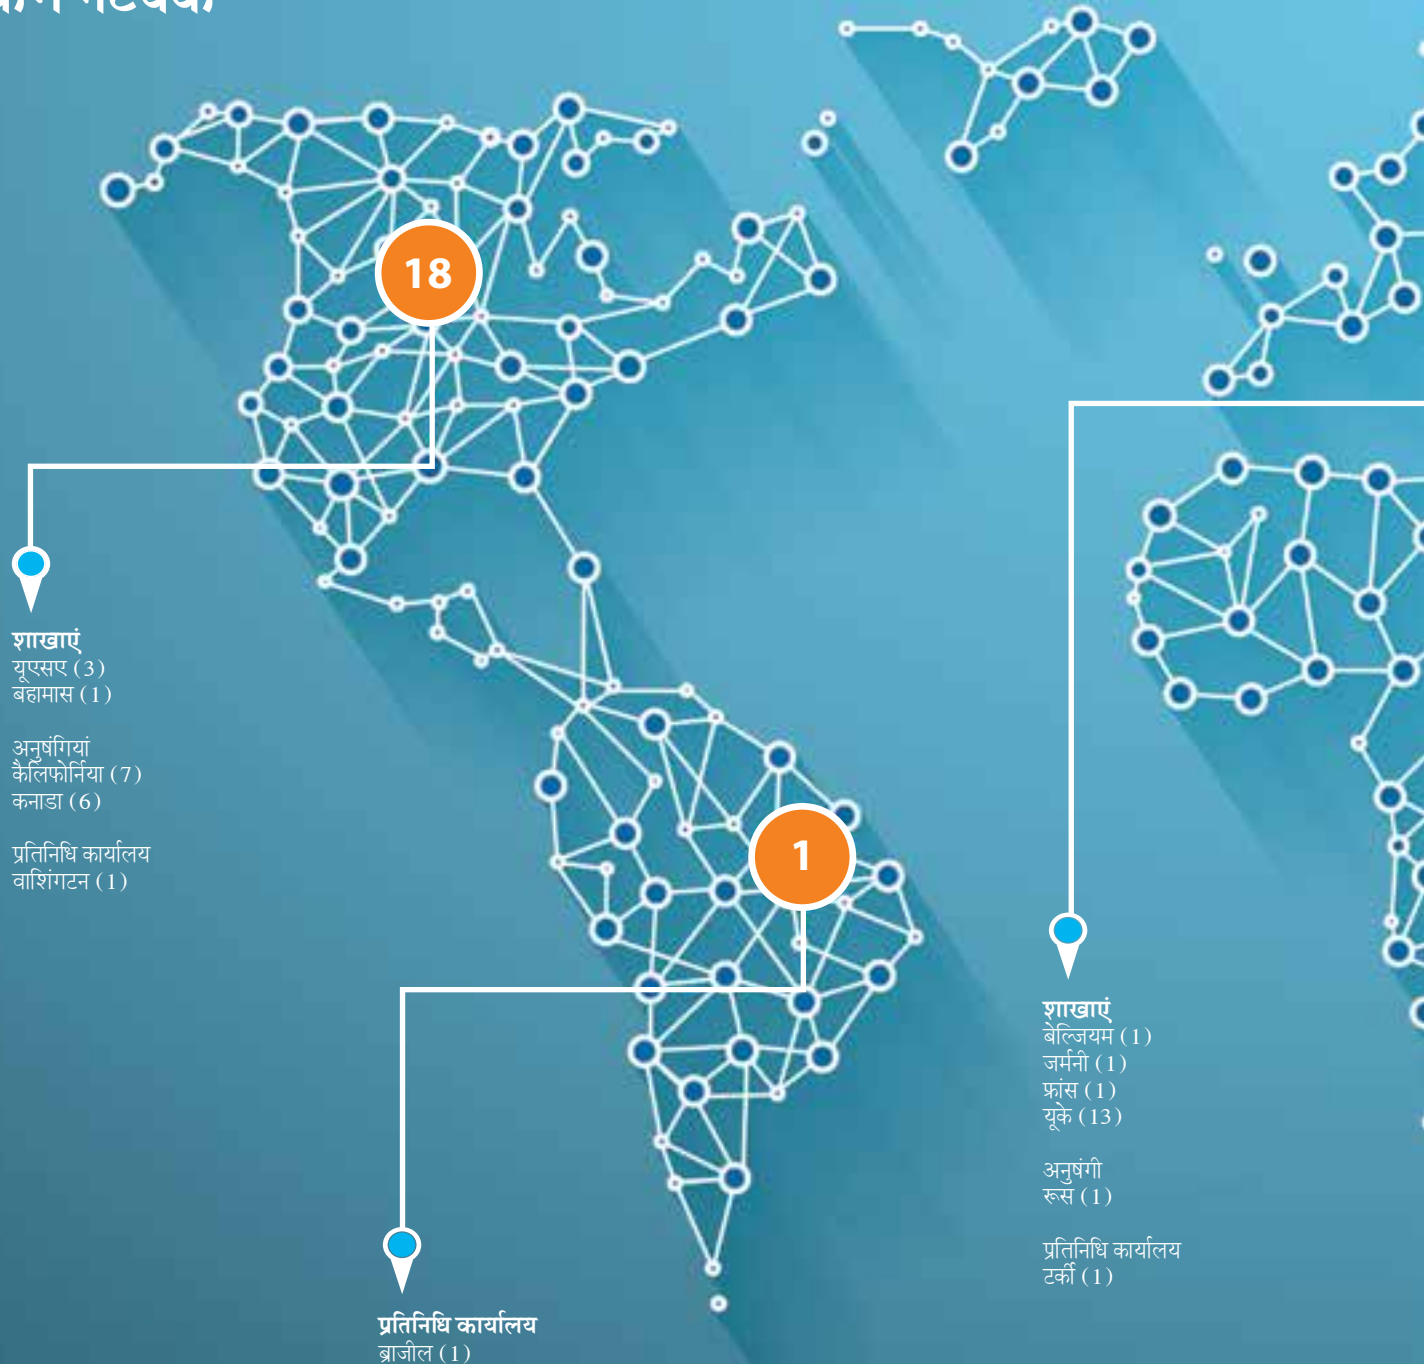 18
शाखाएं
यूएसए (3)
बहामास (1)
अनुषंगियां
कैलिफोर्निया (7)
कनाडा (6)
प्रतिनिधि कार्यालय
वाशिंगटन (1)
1
प्रतिनिधि कार्यालय
ब्राजील (1)
शाखाएं
बेल्जियम (1)
जर्मनी (1)
फ्रांस (1)
यूके (13)
अनुषंगी
रूस (1)
प्रतिनिधि कार्यालय
टर्की (1)